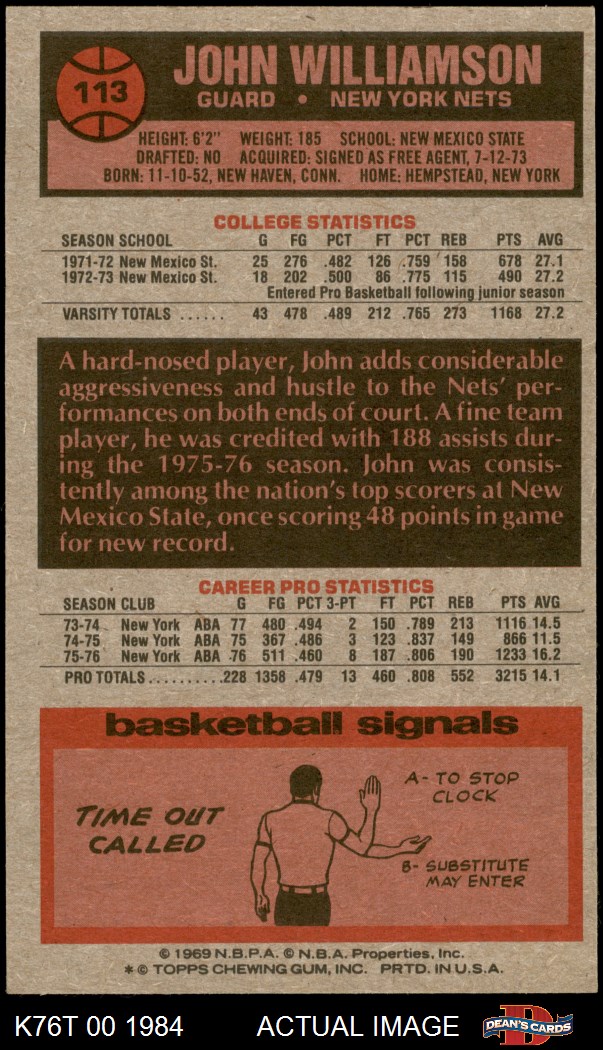 113
JOHN WILLIAMSON
GUARD • NEW YORK NETS
HEIGHT: 6'2" WEIGHT: 185 SCHOOL: NEW MEXICO STATE
DRAFTED: NO ACQUIRED: SIGNED AS FREE AGENT, 7-12-73
BORN: 11-10-52, NEW HAVEN, CONN. HOME: HEMPSTEAD, NEW YORK
COLLEGE STATISTICS
SEASON SCHOOL G FG PCT FT PCT REB PTS AVG
1971-72 New Mexico St. 25 276 .482 126 .759 158 678 27.1
1972-73 New Mexico St. 18 202 .500 86 .775 115 490 27.2
Entered Pro Basketball following junior season
VARSITY TOTALS ...... 43 478 .489 212 .765 273 1168 27.2
A hard-nosed player, John adds considerable
aggressiveness and hustle to the Nets' per-
formances on both ends of court. A fine team
player, he was credited with 188 assists dur-
ing the 1975-76 season. John was consis-
tently among the nation's top scorers at New
Mexico State, once scoring 48 points in game
for new record.
CAREER PRO STATISTICS
SEASON CLUB G FG PCT 3-PT FT PCT REB PTS AVG
73-74 New York ABA 77 480 .494 2 150 .789 213 1116 14.5
74-75 New York ABA 75 367 .486 3 123 .837 149 866 11.5
75-76 New York ABA 76 511 .460 8 187 .806 190 1233 16.2
PRO TOTALS.......... 228 1358 .479 13 460 .808 552 3215 14.1
basketball signals
TIME OUT
CALLED
A- TO STOP
CLOCK
B- SUBSTITUTE
MAY ENTER
© 1969 N.B.P.A. © N.B.A. Properties, Inc.
* © TOPPS CHEWING GUM, INC. PRTD. IN U.S.A.
K76T 00 1984 ACTUAL IMAGE DEAN'S CARDS